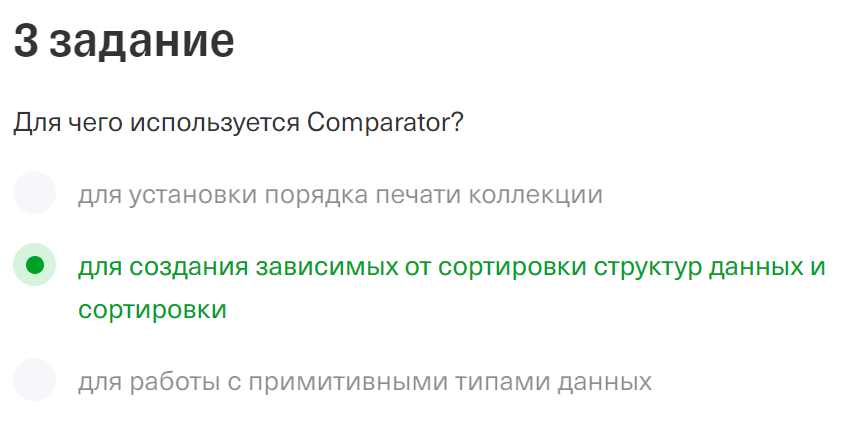 3 задание
Для чего используется Comparator?
для установки порядка печати коллекции
для создания зависимых от сортировки структур данных и
сортировки
для работы с примитивными типами данных